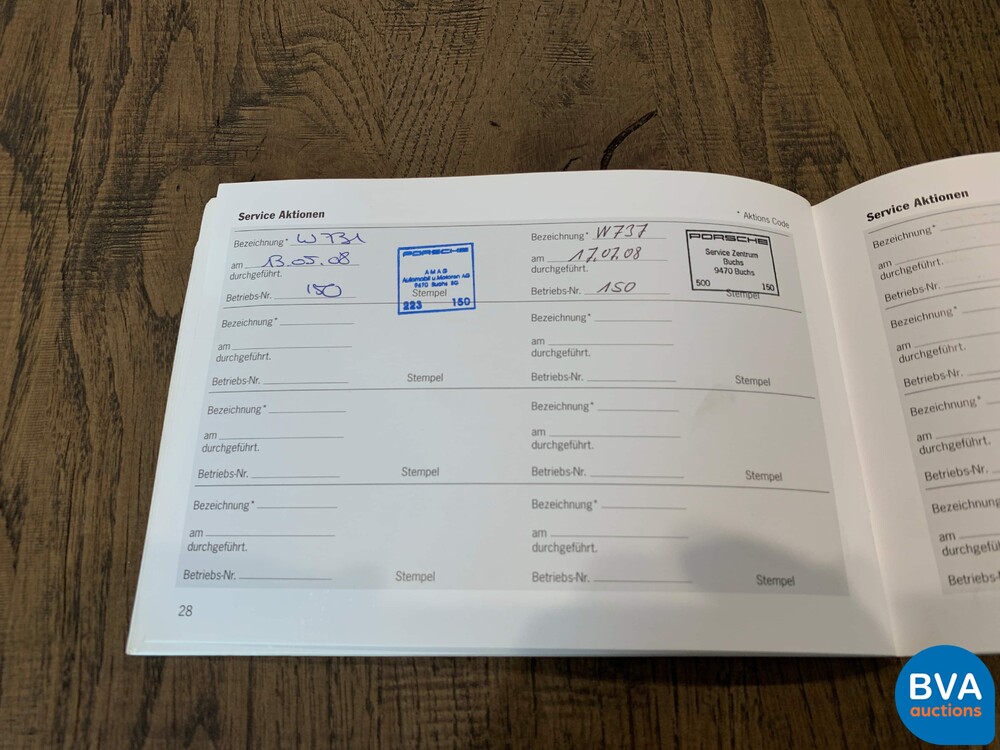 Service Aktionen
* Aktions Code
Bezeichnung* W731
am 13.05.08
durchgeführt.
Betriebs-Nr. 150
PORSCHE
AMAG
Automobil u. Motoren AG
9470 Buchs SG
Stempel
223 150
Bezeichnung* W737
am 17.07.08
durchgeführt.
Betriebs-Nr. 150
PORSCHE
Service Zentrum
Buchs
9470 Buchs
500 150
Stempel
Bezeichnung*
am
durchgeführt.
Betriebs-Nr. Stempel
Bezeichnung*
am
durchgeführt.
Betriebs-Nr. Stempel
Bezeichnung*
am
durchgeführt.
Betriebs-Nr. Stempel
Bezeichnung*
am
durchgeführt.
Betriebs-Nr. Stempel
Bezeichnung*
am
durchgeführt.
Betriebs-Nr. Stempel
Bezeichnung*
am
durchgeführt.
Betriebs-Nr. Stempel
28
Service Aktionen
Bezeichnung*
am
durchgeführt.
Betriebs-Nr.
Bezeichnung*
am
durchgeführt.
Betriebs-Nr.
Bezeichnung*
am
durchgeführt.
Betriebs-Nr.
Bezeichnung
am
durchgefüh
Betriebs-N
BVA
auctions